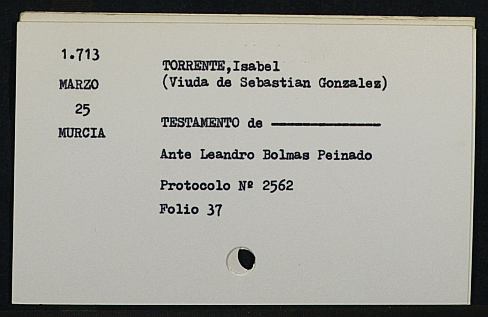 1.713
MARZO
25
MURCIA
TORRENTE,Isabel
(Viuda de Sebastian Gonzalez)
TESTAMENTO de ———————
Ante Leandro Bolmas Peinado
Protocolo Nº 2562
Folio 37